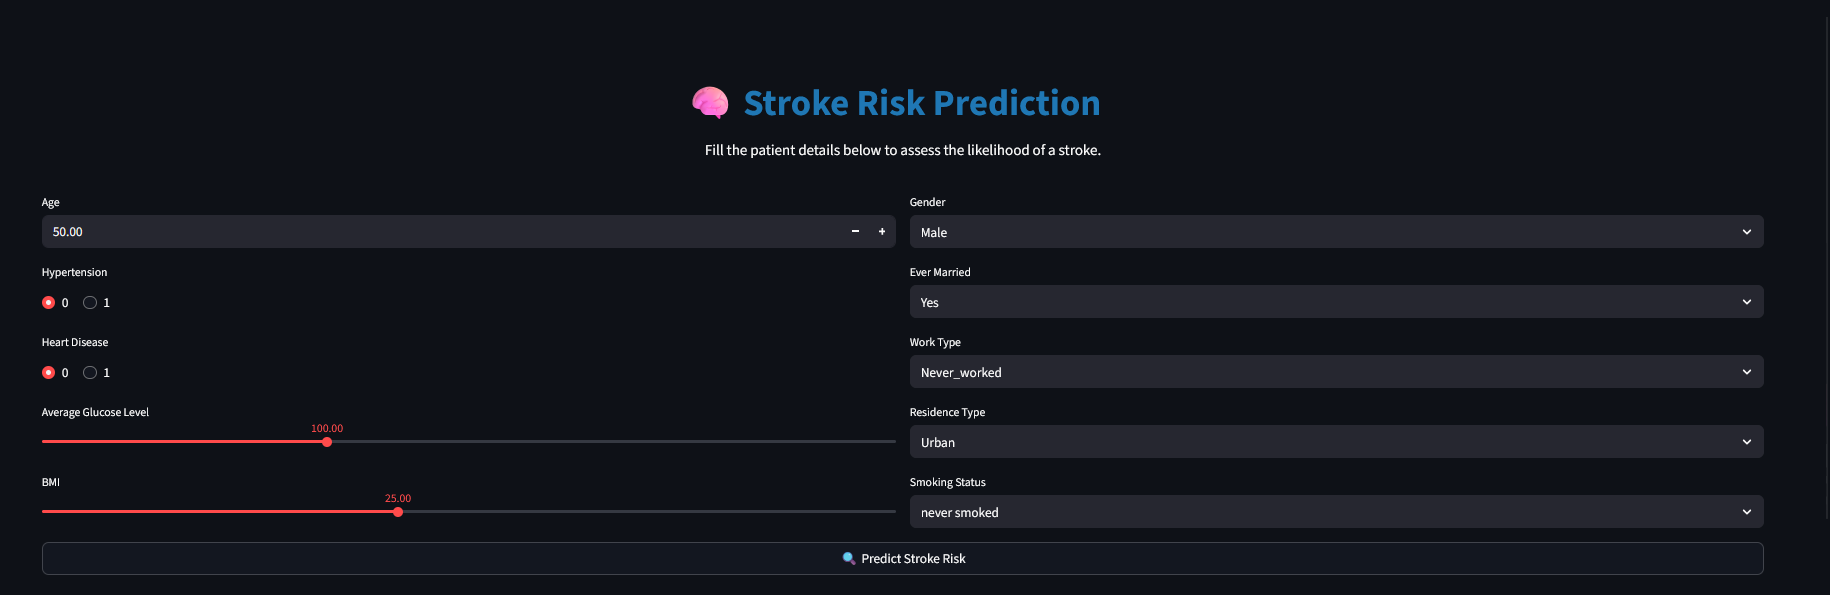 Stroke Risk Prediction
Fill the patient details below to assess the likelihood of a stroke.
Age
50.00
Hypertension
0 1
Heart Disease
0 1
Average Glucose Level
100.00
BMI
25.00
Gender
Male
Ever Married
Yes
Work Type
Never_worked
Residence Type
Urban
Smoking Status
never smoked
Predict Stroke Risk